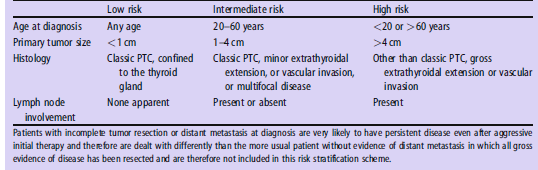 Low risk Intermediate risk High risk
Age at diagnosis Any age 20–60 years <20 or >60 years
Primary tumor size <1 cm 1–4 cm >4 cm
Histology Classic PTC, confined Classic PTC, minor extrathyroidal Other than classic PTC, gross
to the thyroid extension, or vascular invasion, extrathyroidal extension or vascular
gland or multifocal disease invasion
Lymph node None apparent Present or absent Present
involvement
Patients with incomplete tumor resection or distant metastasis at diagnosis are very likely to have persistent disease even after aggressive
initial therapy and therefore are dealt with differently than the more usual patient without evidence of distant metastasis in which all gross
evidence of disease has been resected and are therefore not included in this risk stratification scheme.